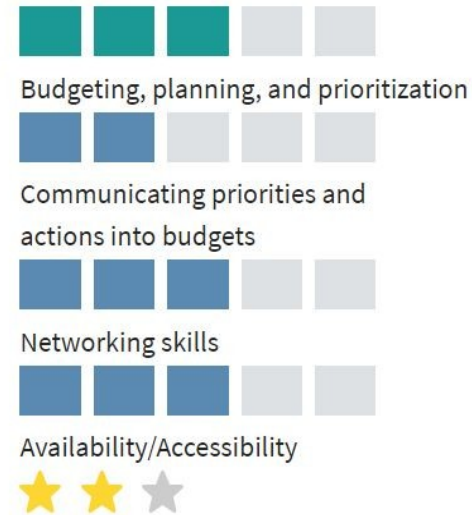 Budgeting, planning, and prioritization
Communicating priorities and
actions into budgets
Networking skills
Availability/Accessibility